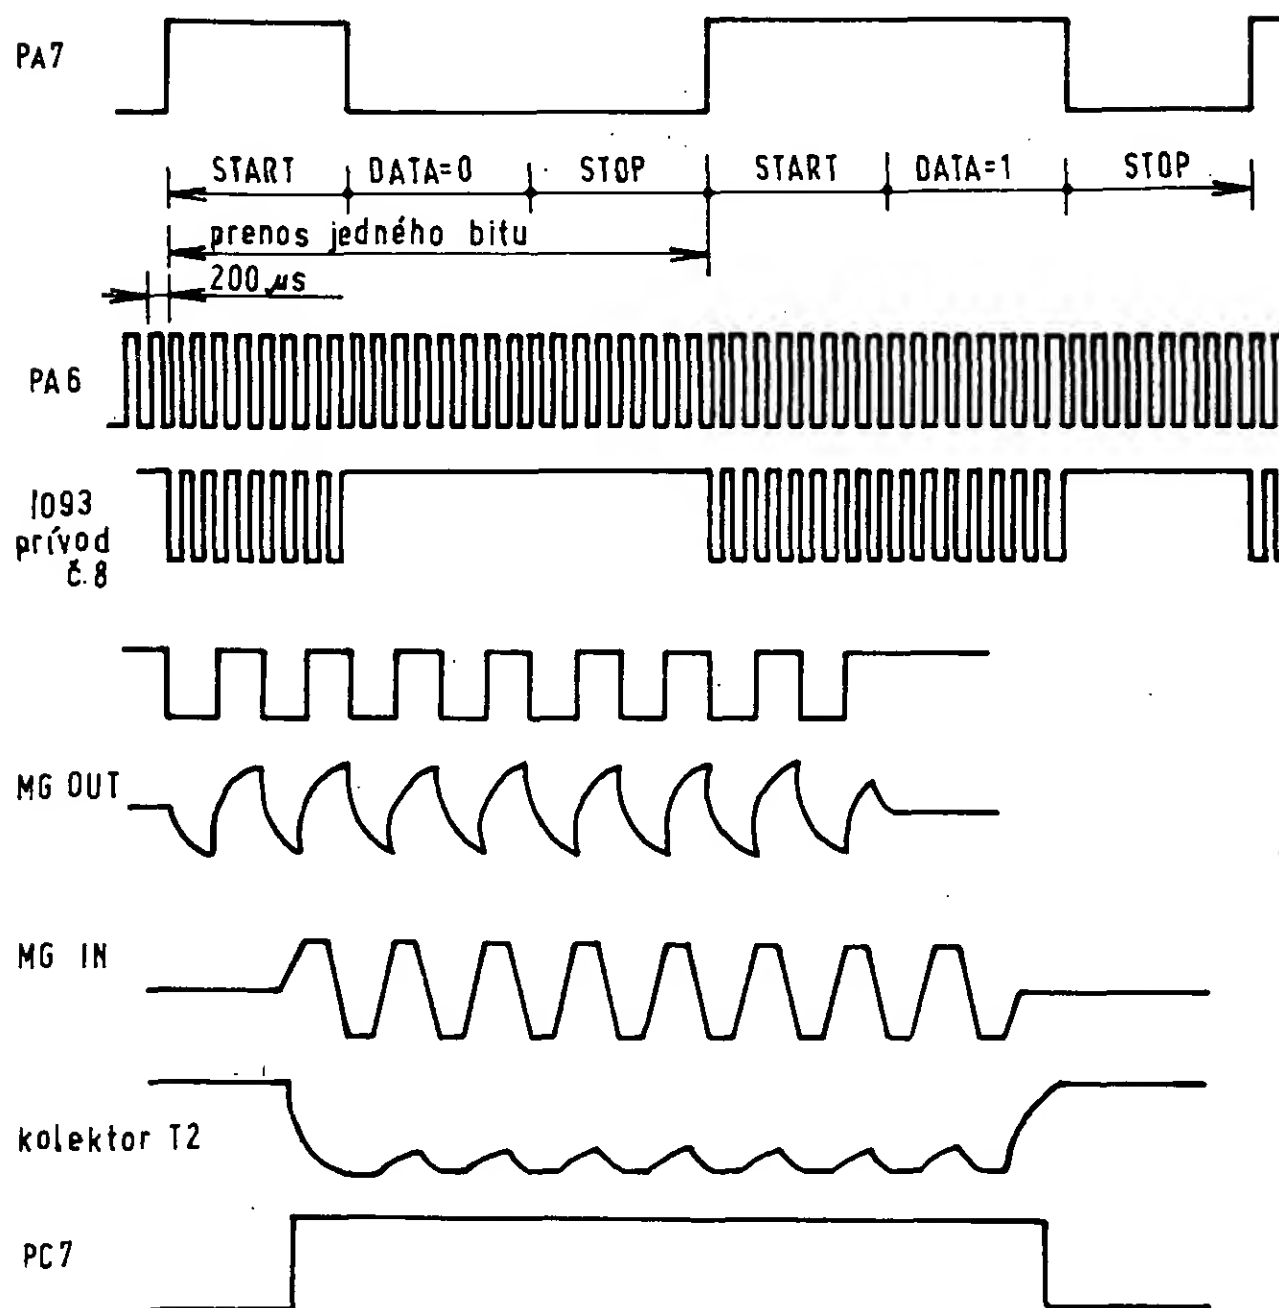 PA7
START DATA=0 STOP START DATA=1 STOP
prenos jedného bitu
200 µs
PA6
IO93
prívod
č.8
MG OUT
MG IN
kolektor T2
PC7